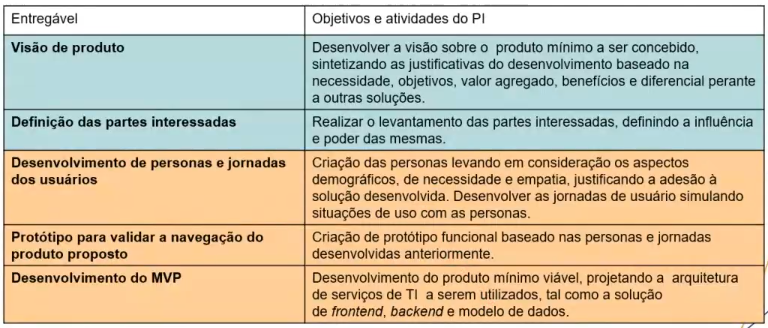 Entregável
Objetivos e atividades do PI
Visão de produto
Desenvolver a visão sobre o produto mínimo a ser concebido,
sintetizando as justificativas do desenvolvimento baseado na
necessidade, objetivos, valor agregado, benefícios e diferencial perante
a outras soluções.
Definição das partes interessadas
Realizar o levantamento das partes interessadas, definindo a influência
e poder das mesmas.
Desenvolvimento de personas e jornadas
dos usuários
Criação das personas levando em consideração os aspectos
demográficos, de necessidade e empatia, justificando a adesão à
solução desenvolvida. Desenvolver as jornadas de usuário simulando
situações de uso com as personas.
Protótipo para validar a navegação do
produto proposto
Criação de protótipo funcional baseado nas personas e jornadas
desenvolvidas anteriormente.
Desenvolvimento do MVP
Desenvolvimento do produto mínimo viável, projetando a arquitetura
de serviços de TI a serem utilizados, tal como a solução
de frontend, backend e modelo de dados.